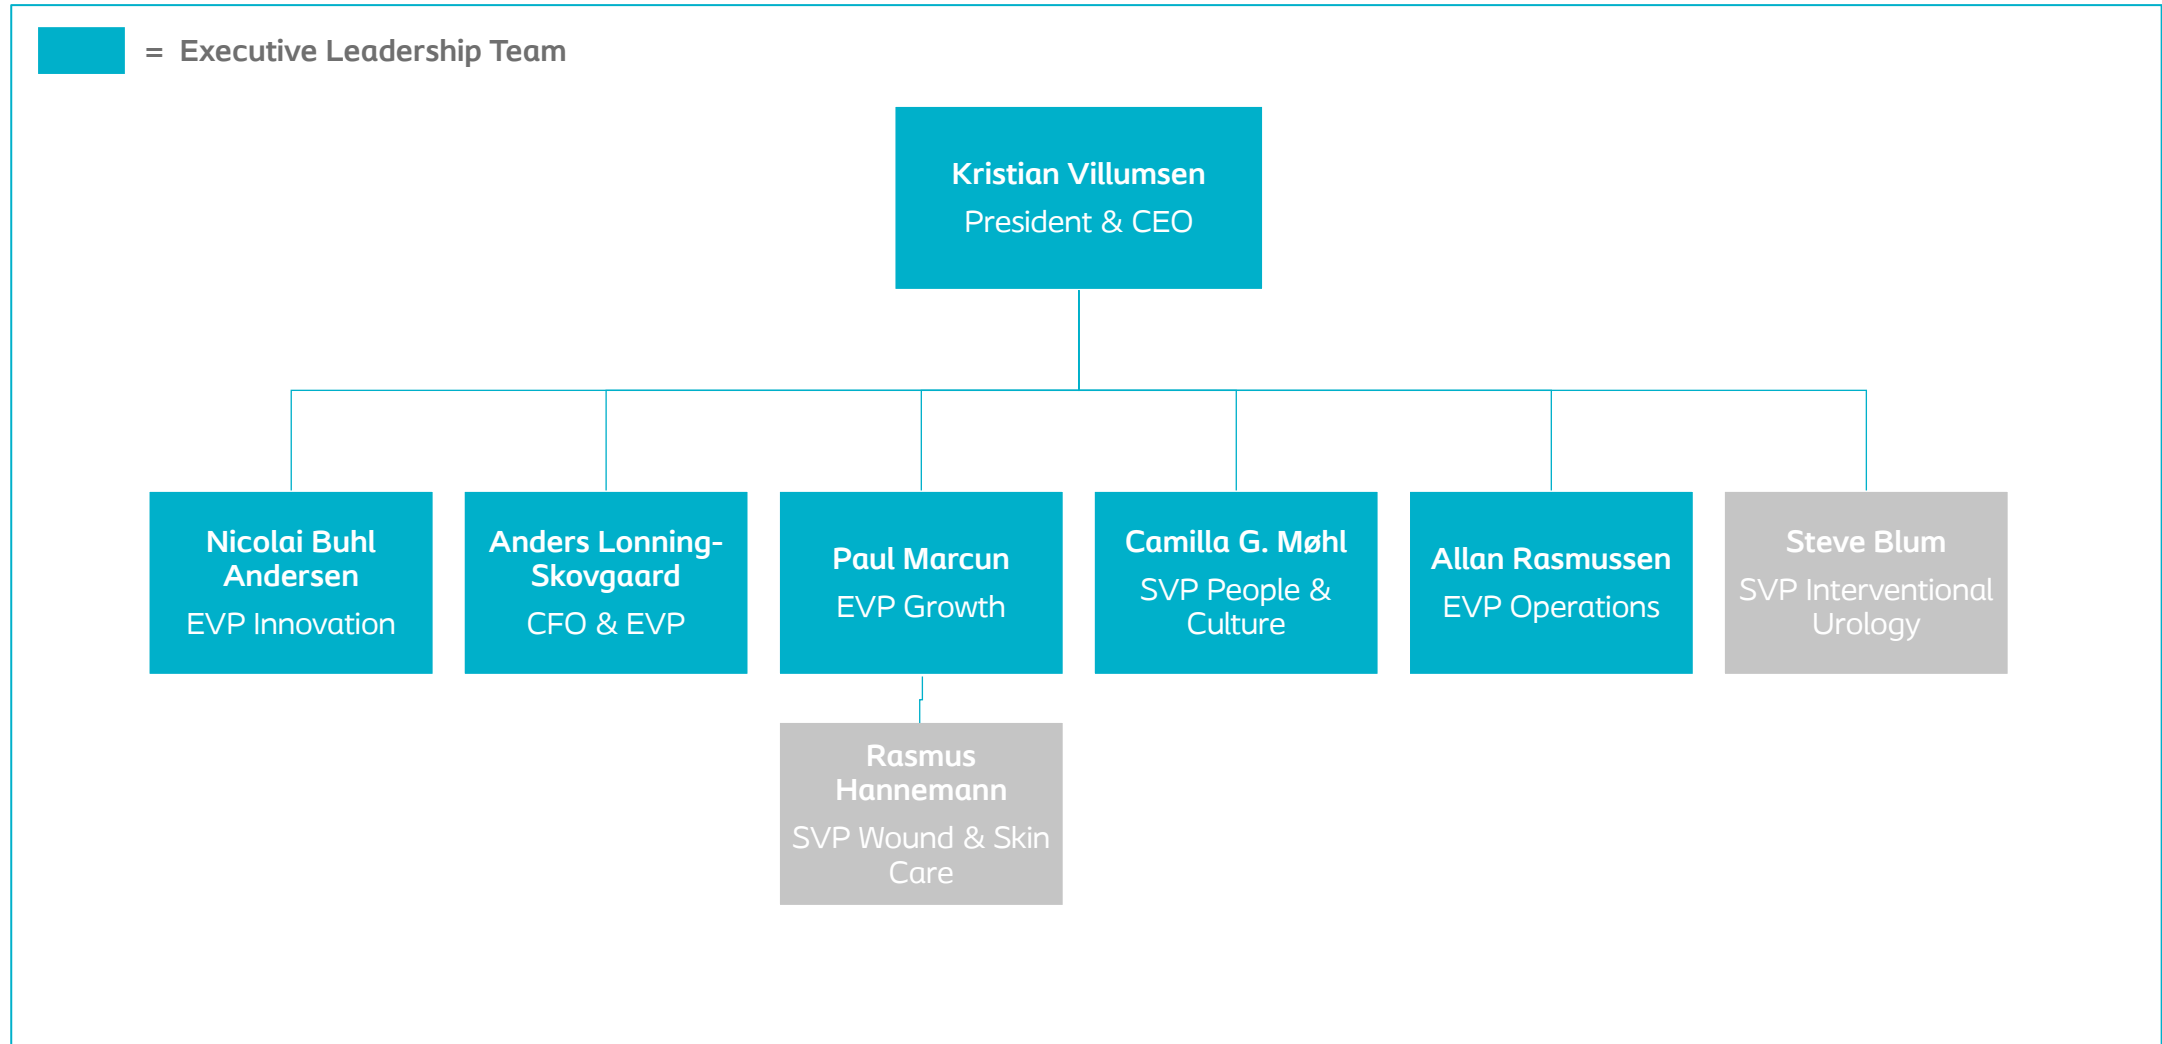 = Executive Leadership Team
Kristian Villumsen
President & CEO
Nicolai Buhl
Andersen
EVP Innovation
Anders Lonning-
Skovgaard
CFO & EVP
Paul Marcun
EVP Growth
Camilla G. Møhl
SVP People &
Culture
Allan Rasmussen
EVP Operations
Steve Blum
SVP Interventional
Urology
Rasmus
Hannemann
SVP Wound & Skin
Care